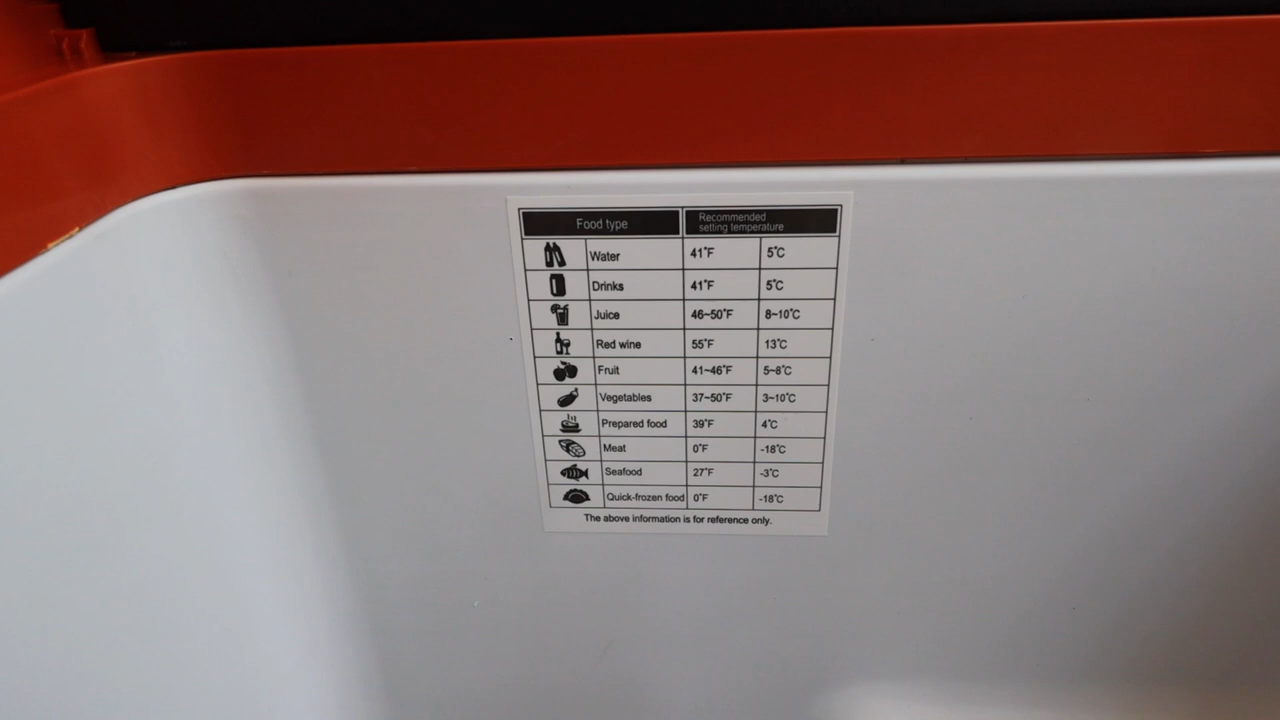 Food type Recommended
setting temperature
Water 41°F 5°C
Drinks 41°F 5°C
Juice 46~50°F 8~10°C
Red wine 55°F 13°C
Fruit 41~46°F 5~8°C
Vegetables 37~50°F 3~10°C
Prepared food 39°F 4°C
Meat 0°F -18°C
Seafood 27°F -3°C
Quick-frozen food 0°F -18°C
The above information is for reference only.